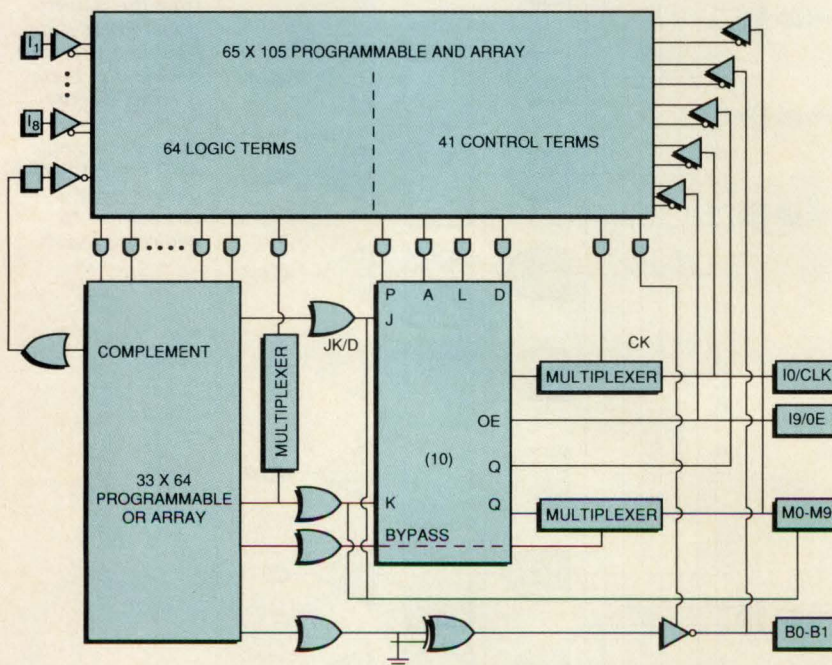 I1
65 X 105 PROGRAMMABLE AND ARRAY
I8
64 LOGIC TERMS
41 CONTROL TERMS
P A L D
J
COMPLEMENT
JK/D
CK
MULTIPLEXER
MULTIPLEXER
I0/CLK
OE
I9/0E
(10)
Q
33 X 64
PROGRAMMABLE
OR ARRAY
K
Q
MULTIPLEXER
M0-M9
BYPASS
B0-B1